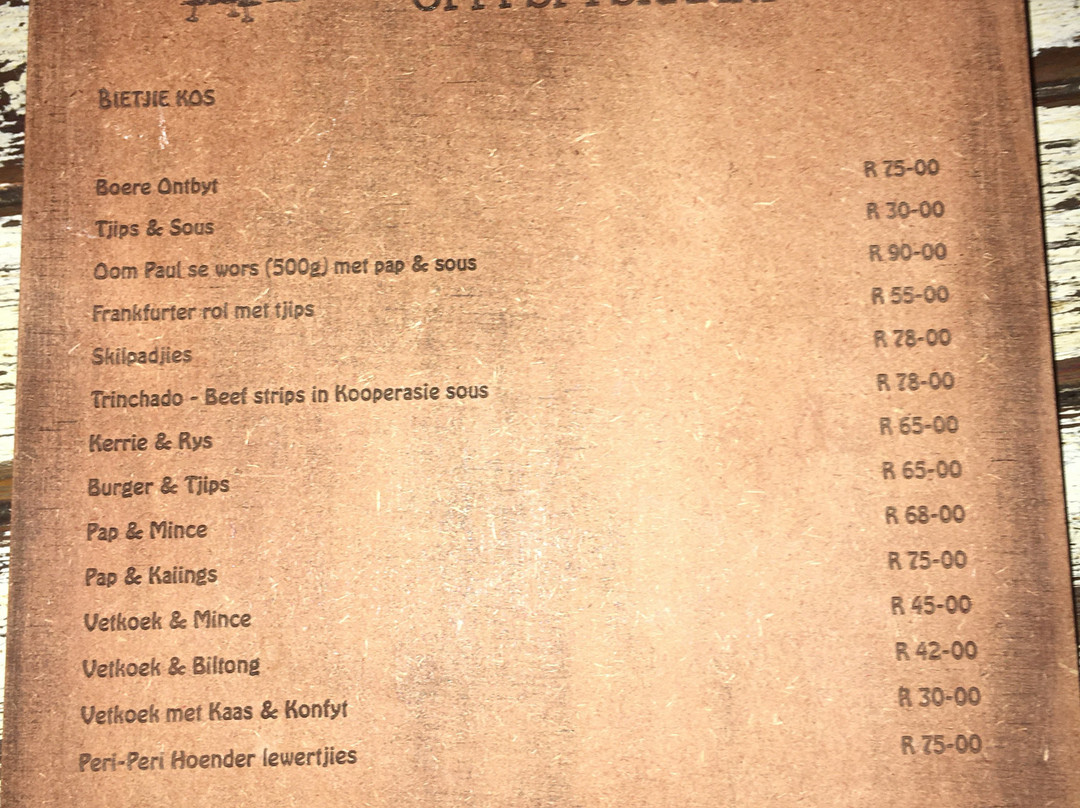 BIETJIE KOS
Boere Ontbyt R 75-00
Tjips & Sous R 30-00
Oom Paul se wors (500g) met pap & sous R 90-00
Frankfurter rol met tjips R 55-00
Skilpadjies R 78-00
Trinchado - Beef strips in Kooperasie sous R 78-00
Kerrie & Rys R 65-00
Burger & Tjips R 65-00
Pap & Mince R 68-00
Pap & Kaiings R 75-00
Vetkoek & Mince R 45-00
Vetkoek & Biltong R 42-00
Vetkoek met Kaas & Konfyt R 30-00
Peri-Peri Hoender lewertjies R 75-00